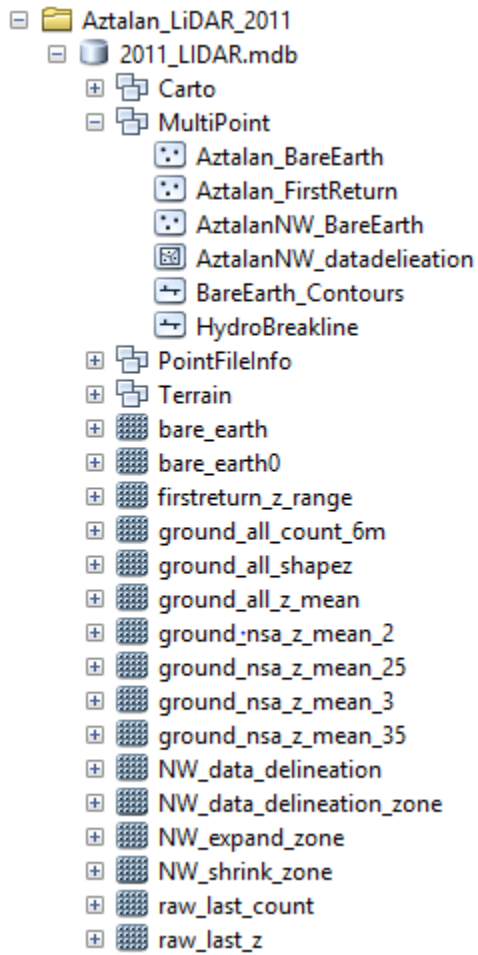 Aztalan_LiDAR_2011
2011_LIDAR.mdb
Carto
MultiPoint
Aztalan_BareEarth
Aztalan_FirstReturn
AztalanNW_BareEarth
AztalanNW_datadelieation
BareEarth_Contours
HydroBreakline
PointFileInfo
Terrain
bare_earth
bare_earth0
firstreturn_z_range
ground_all_count_6m
ground_all_shapez
ground_all_z_mean
ground_nsa_z_mean_2
ground_nsa_z_mean_25
ground_nsa_z_mean_3
ground_nsa_z_mean_35
NW_data_delineation
NW_data_delineation_zone
NW_expand_zone
NW_shrink_zone
raw_last_count
raw_last_z